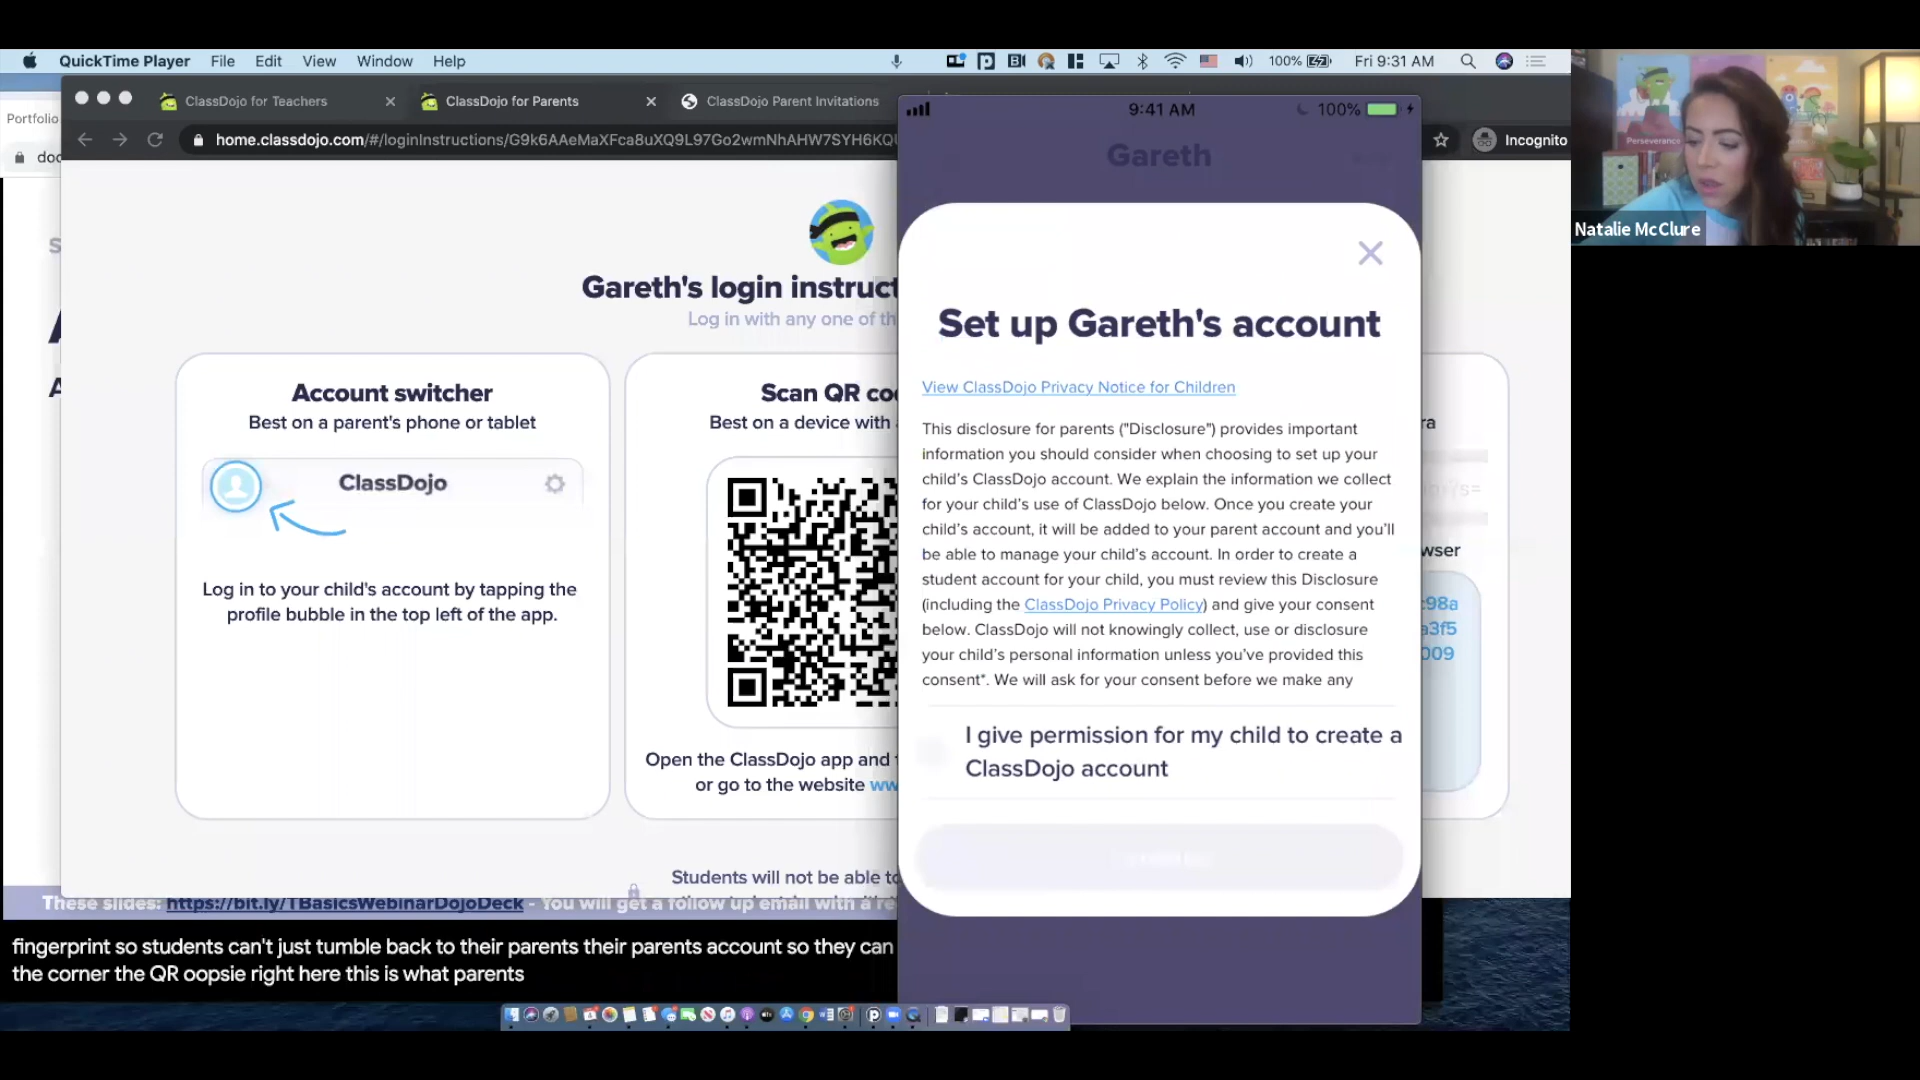 QuickTime Player File Edit View Window Help 100% Fri 9:31 AM
ClassDojo for Teachers ClassDojo for Parents ClassDojo Parent Invitations
home.classdojo.com/#/loginInstructions/G9k6AAeMaXFca8uXQ9L97Go2wmNhAHW7SYH6KQU
Incognito
Portfolio
doc
9:41 AM 100%
Gareth
Gareth's login instruct
Log in with any one of th
Account switcher
Best on a parent's phone or tablet
ClassDojo
Log in to your child's account by tapping the
profile bubble in the top left of the app.
Scan QR co
Best on a device with
Open the ClassDojo app and
or go to the website ww
Students will not be able to
Set up Gareth's account
View ClassDojo Privacy Notice for Children
This disclosure for parents ("Disclosure") provides important
information you should consider when choosing to set up your
child's ClassDojo account. We explain the information we collect
for your child's use of ClassDojo below. Once you create your
child's account, it will be added to your parent account and you'll
be able to manage your child's account. In order to create a
student account for your child, you must review this Disclosure
(including the ClassDojo Privacy Policy) and give your consent
below. ClassDojo will not knowingly collect, use or disclosure
your child's personal information unless you've provided this
consent*. We will ask for your consent before we make any
I give permission for my child to create a
ClassDojo account
ra
wser
98a
a3f5
009
These slides: https://bit.ly/TBasicsWebinarDojoDeck - You will get a follow up email with a re
fingerprint so students can't just tumble back to their parents their parents account so they can
the corner the QR oopsie right here this is what parents
Perseverance
Natalie McClure